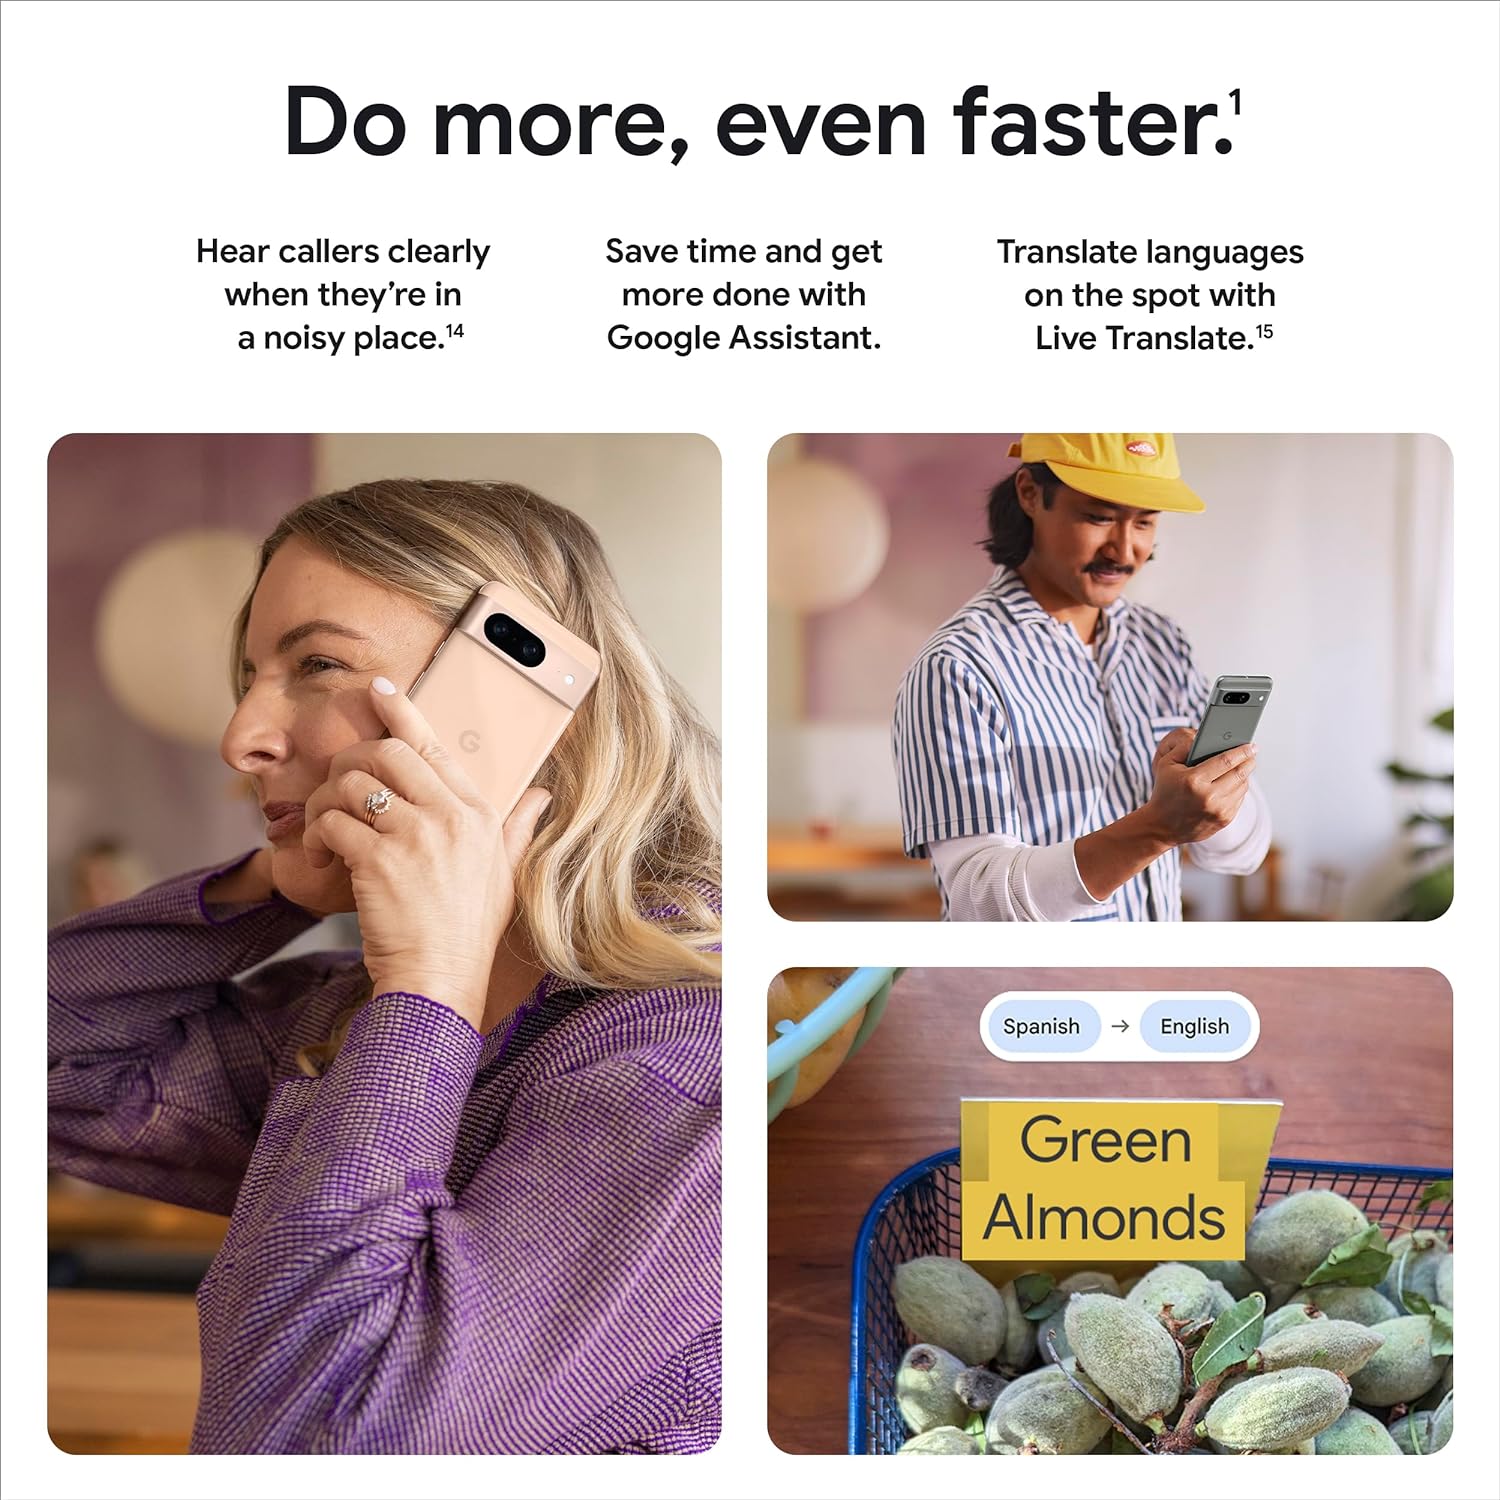 Do more, even faster.¹
Hear callers clearly
when they’re in
a noisy place.¹⁴
Save time and get
more done with
Google Assistant.
Translate languages
on the spot with
Live Translate.¹⁵
G
G
Spanish → English
Green
Almonds